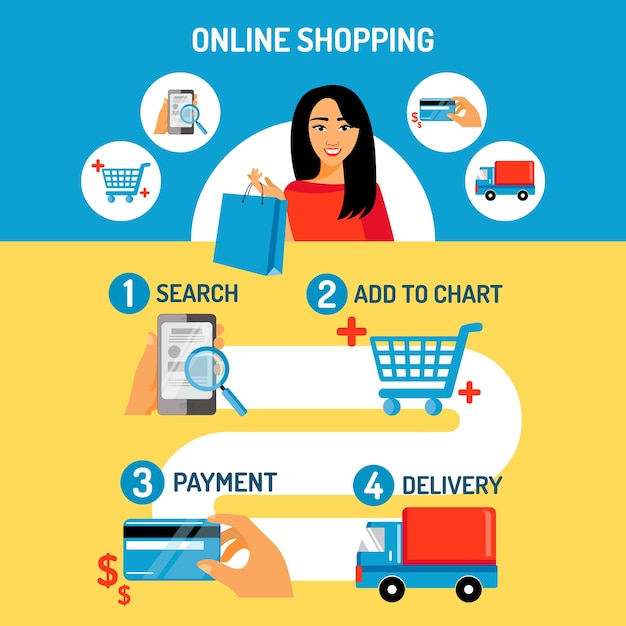 ONLINE SHOPPING
$
$
1 SEARCH
2 ADD TO CHART
3 PAYMENT
4 DELIVERY
$
$